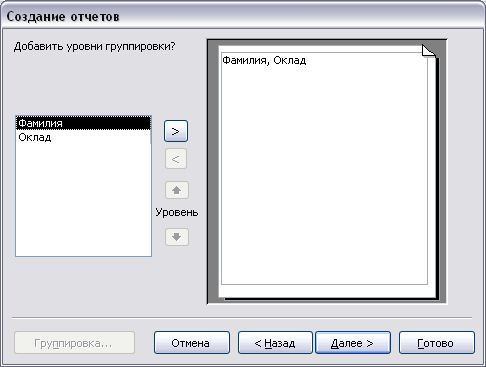 Создание отчетов
Добавить уровни группировки?
Фамилия, Оклад
Фамилия
Оклад
>
<
Уровень
Группировка...
Отмена
< Назад
Далее >
Готово